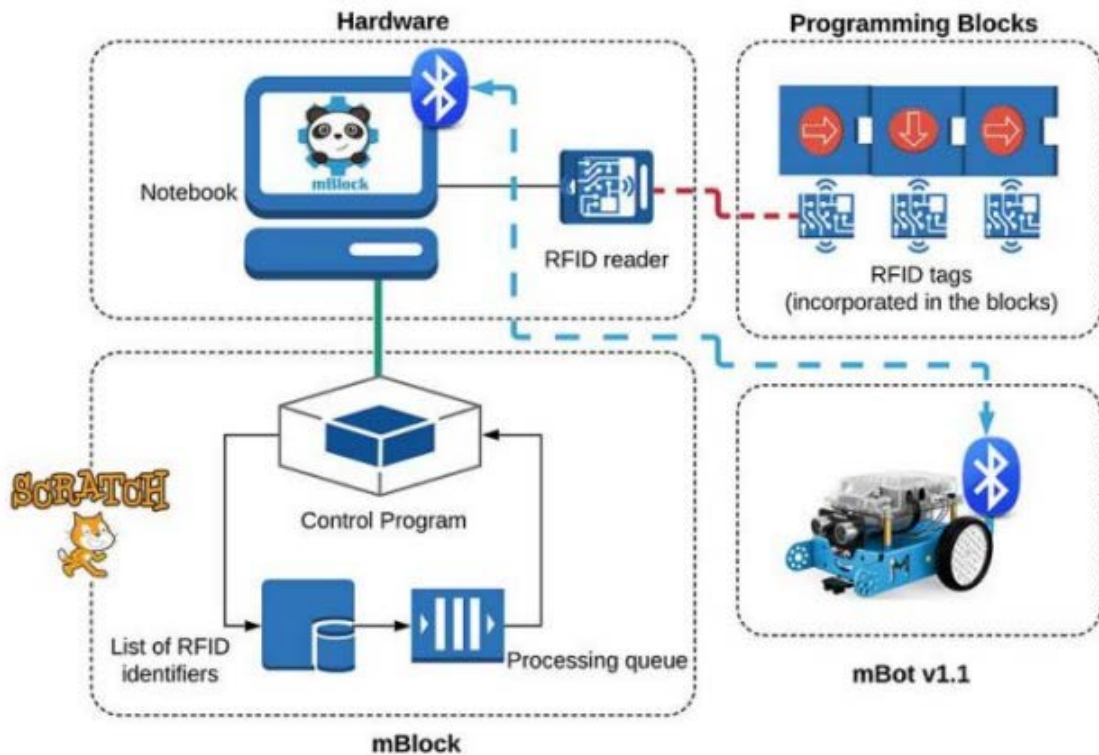 Hardware
Programming Blocks
mBlock
Notebook
RFID reader
RFID tags
(incorporated in the blocks)
SCRATCH
Control Program
List of RFID
identifiers
Processing queue
mBlock
M
mBot v1.1